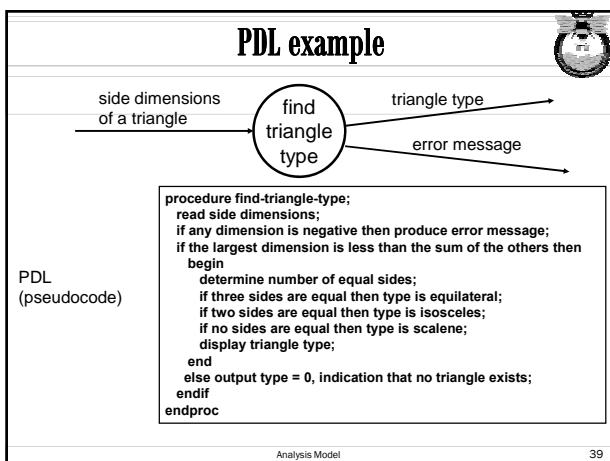 PDL example
side dimensions
of a triangle
find
triangle
type
triangle type
error message
PDL
(pseudocode)
procedure find-triangle-type;
read side dimensions;
if any dimension is negative then produce error message;
if the largest dimension is less than the sum of the others then
begin
determine number of equal sides;
if three sides are equal then type is equilateral;
if two sides are equal then type is isosceles;
if no sides are equal then type is scalene;
display triangle type;
end
else output type = 0, indication that no triangle exists;
endif
endproc
Analysis Model
39